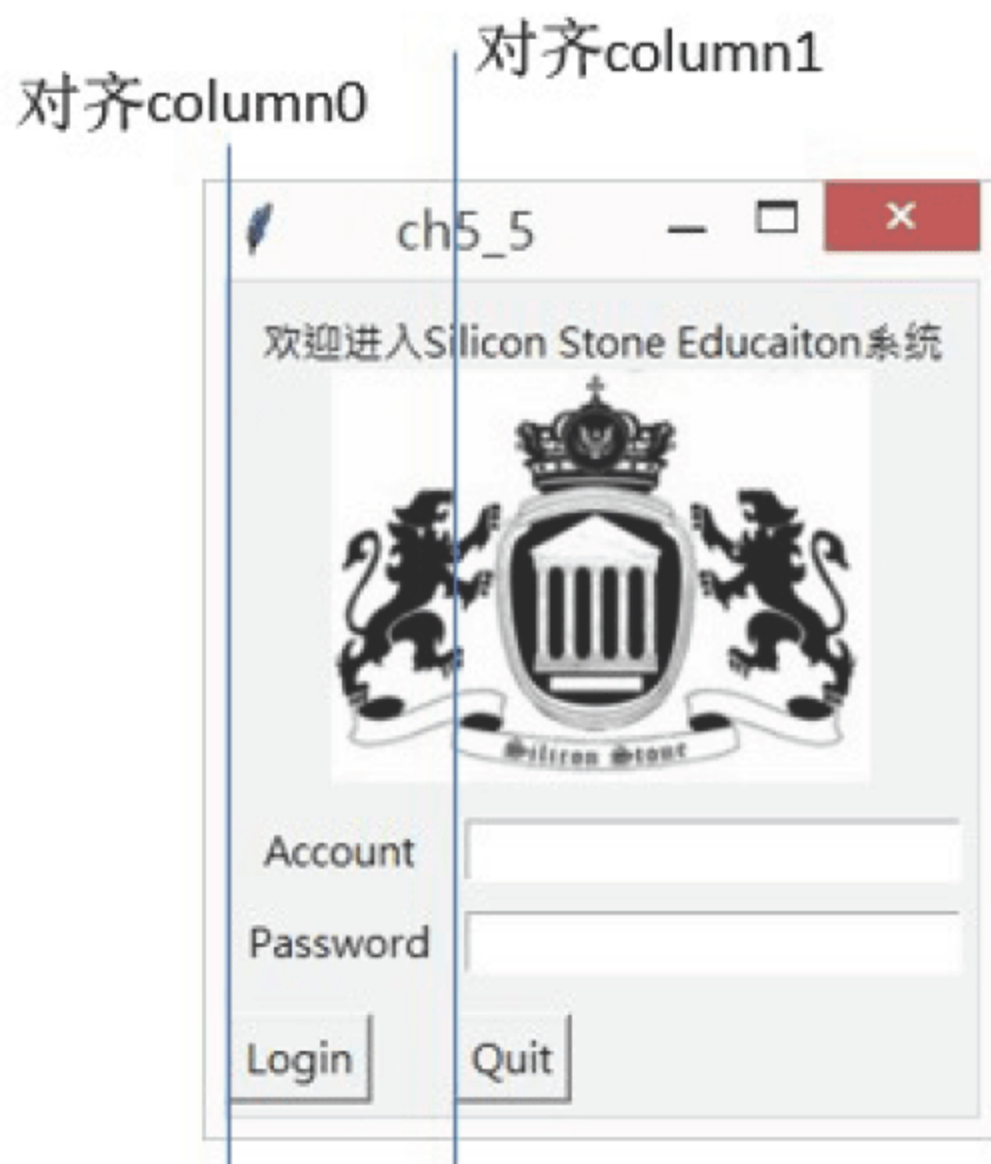 对齐column1
对齐column0
ch5_5
欢迎进入Silicon Stone Educaiton系统
Silicon Stone
Account
Password
Login
Quit